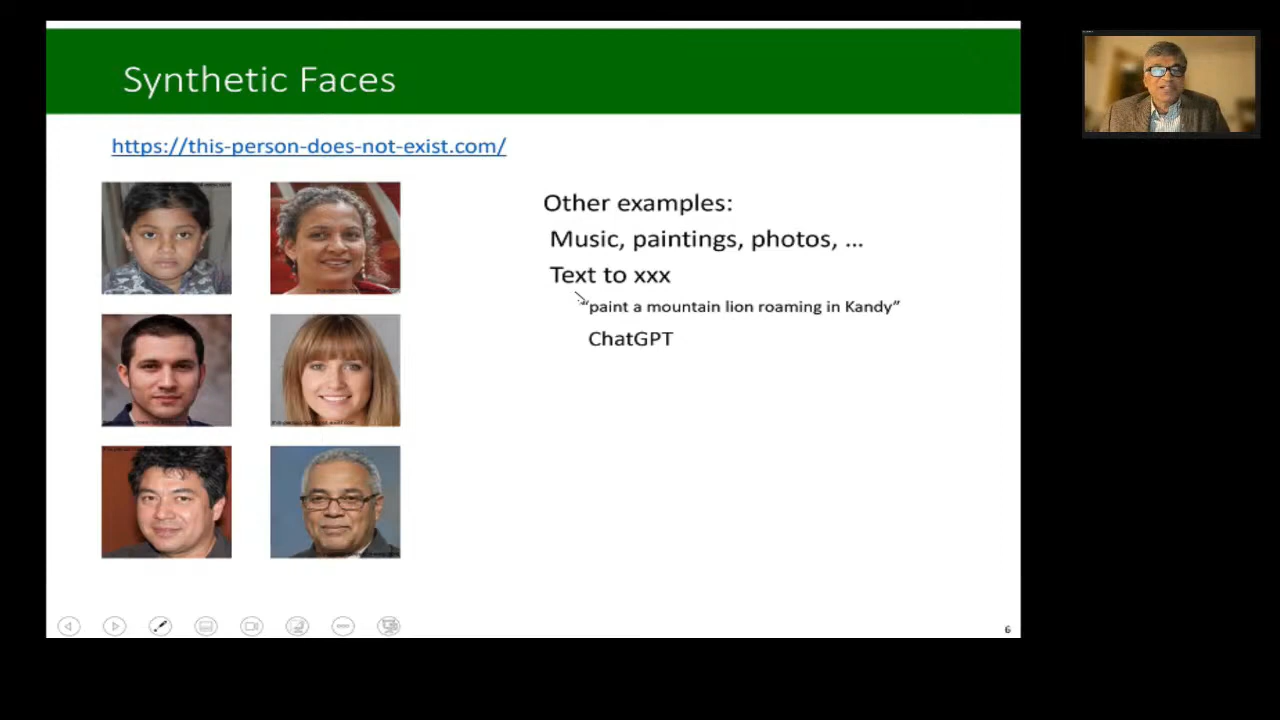 Synthetic Faces
https://this-person-does-not-exist.com/
Other examples:
Music, paintings, photos, ...
Text to xxx
“paint a mountain lion roaming in Kandy”
ChatGPT
6